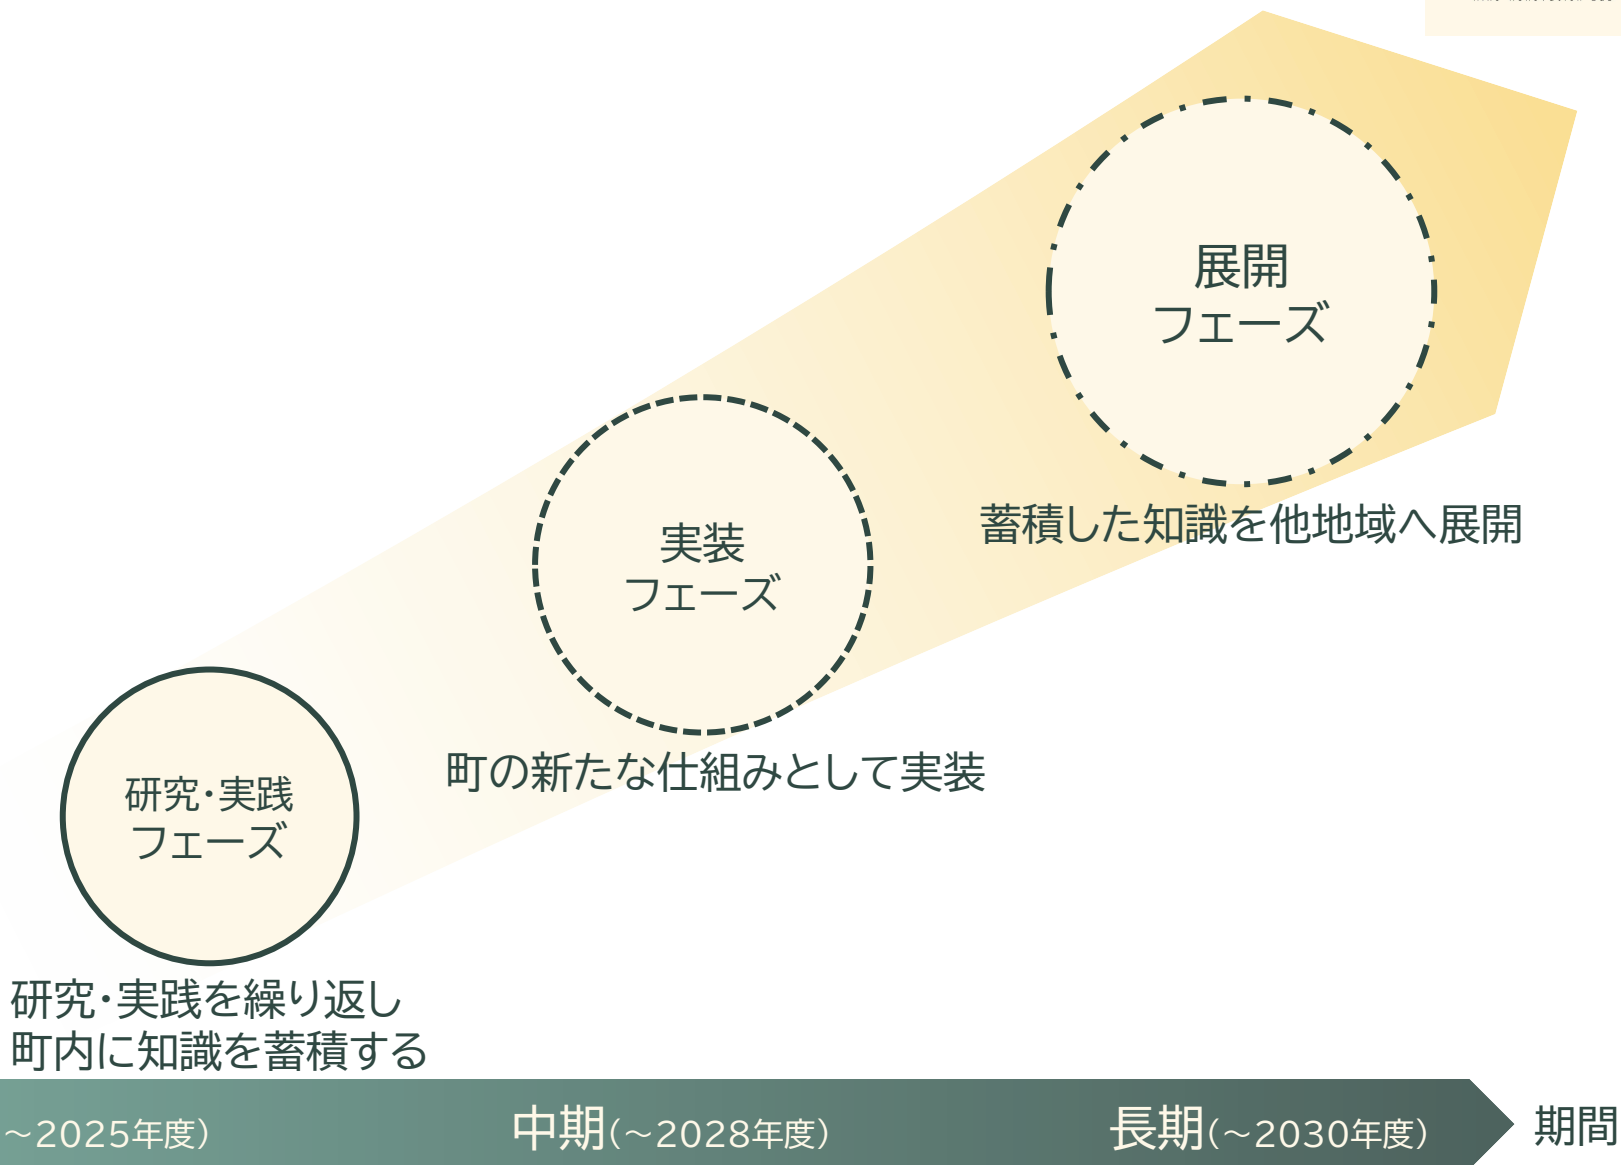 展開
フェーズ
蓄積した知識を他地域へ展開
実装
フェーズ
町の新たな仕組みとして実装
研究・実践
フェーズ
研究・実践を繰り返し
町内に知識を蓄積する
～2025年度）
中期（～2028年度）
長期（～2030年度）
期間